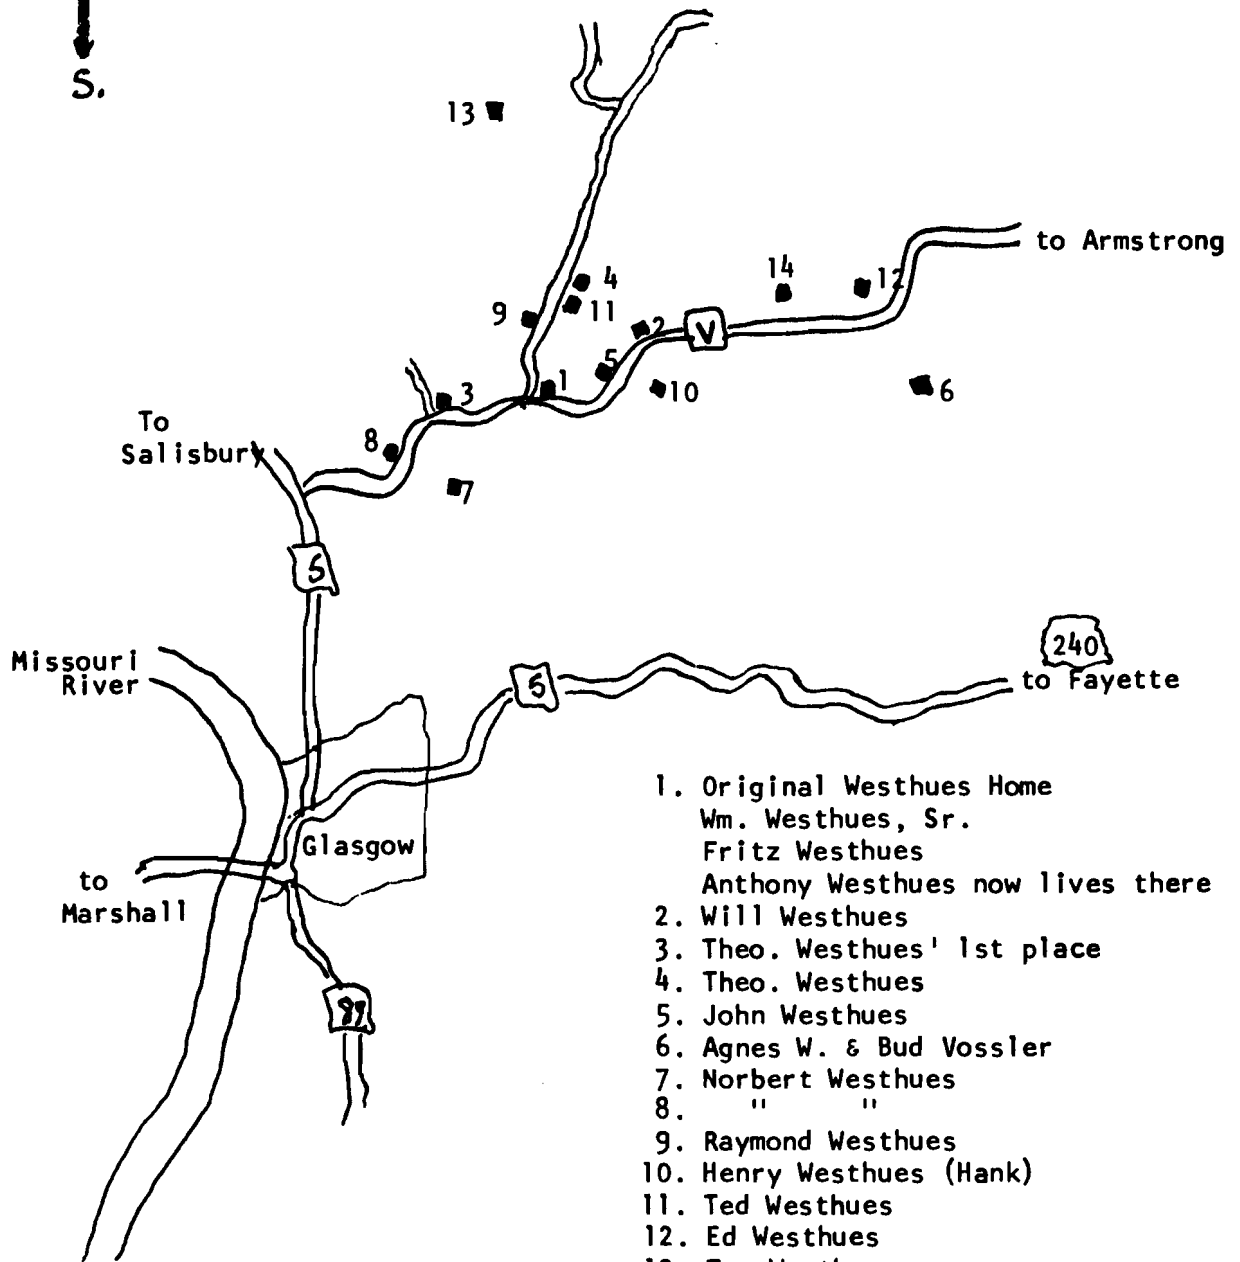 S.
13
to Armstrong
14
12
4
11
9
2
V
5
1
10
6
3
To
Salisbury
8
7
5
240
Missouri
River
5
to Fayette
Glasgow
to
Marshall
87
1. Original Westhues Home
Wm. Westhues, Sr.
Fritz Westhues
Anthony Westhues now lives there
2. Will Westhues
3. Theo. Westhues' 1st place
4. Theo. Westhues
5. John Westhues
6. Agnes W. & Bud Vossler
7. Norbert Westhues
8. " "
9. Raymond Westhues
10. Henry Westhues (Hank)
11. Ted Westhues
12. Ed Westhues